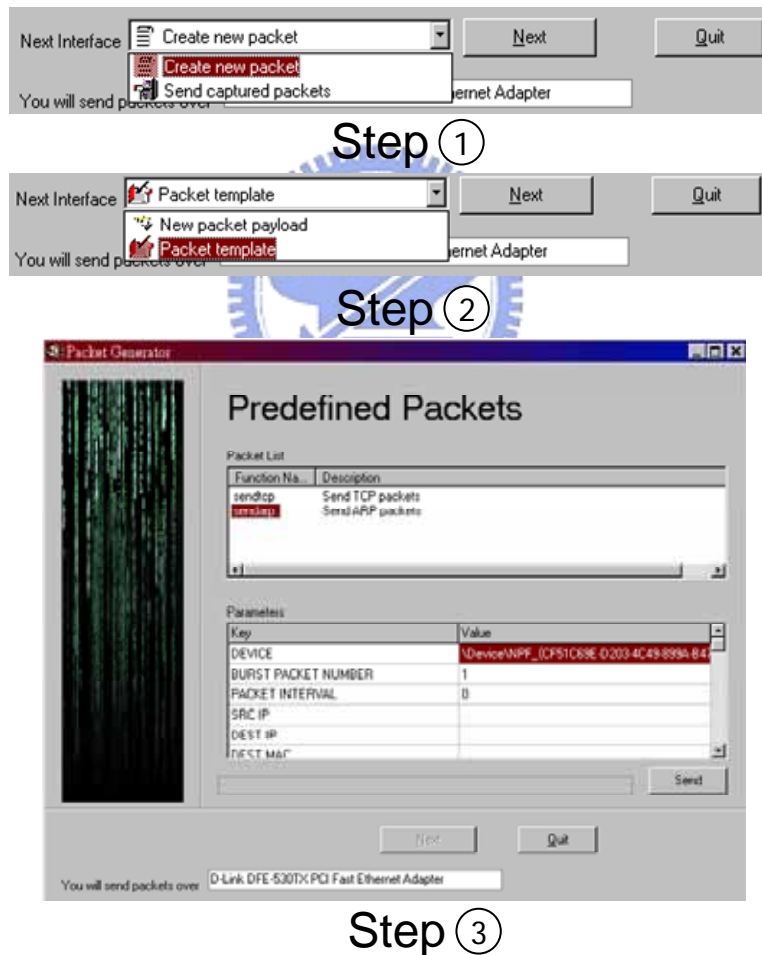 Next Interface Create new packet Next Quit
Create new packet
Send captured packets
You will send packets over ernet Adapter
Step 1
Next Interface Packet template Next Quit
New packet payload
Packet template
You will send packets over ernet Adapter
Step 2
Packet Generator
Predefined Packets
Packet List
Function Na... Description
sendtcp Send TCP packets
sendarp Send ARP packets
Parameters
Key Value
DEVICE
BURST PACKET NUMBER 1
PACKET INTERVAL 0
SRC IP
DEST IP
DEST MAC
Send
Next Quit
You will send packets over D-Link DFE-530TX PCI Fast Ethernet Adapter
Step 3